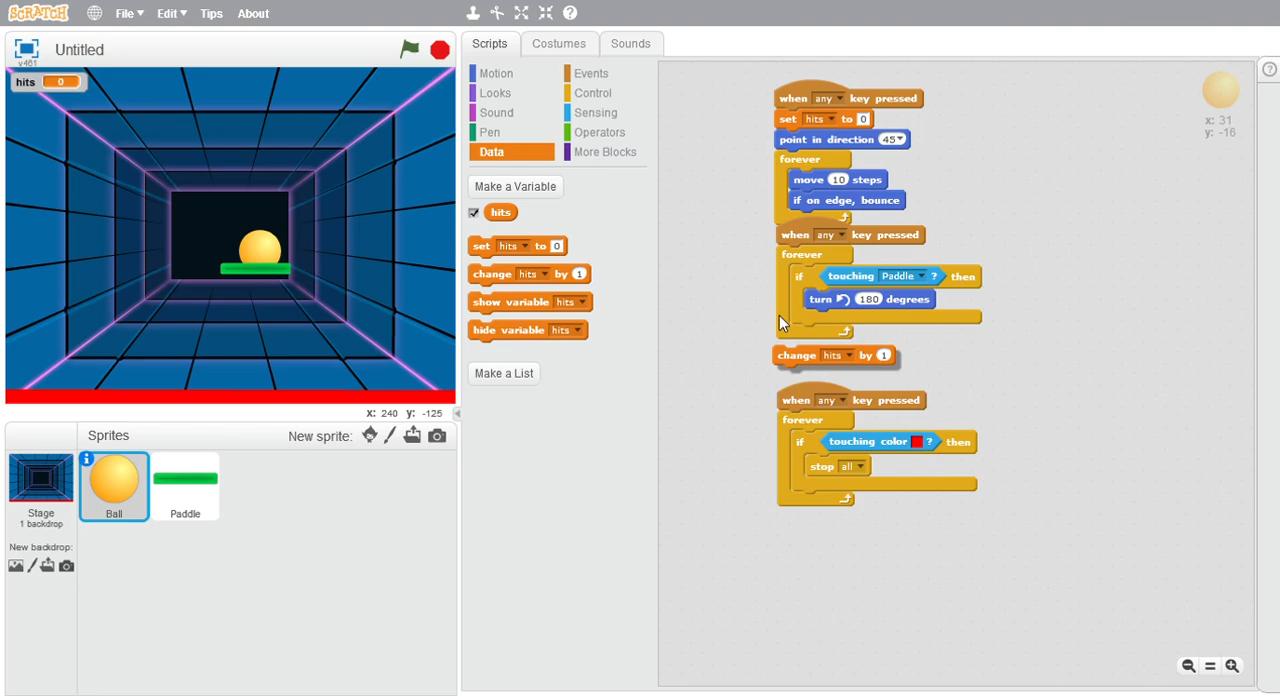 SCRATCH File Edit Tips About
v461 Untitled
hits 0
x: 240 y: -125
Sprites New sprite:
Stage
1 backdrop
New backdrop:
Ball
Paddle
Scripts Costumes Sounds
Motion Events
Looks Control
Sound Sensing
Pen Operators
Data More Blocks
Make a Variable
hits
set hits to 0
change hits by 1
show variable hits
hide variable hits
Make a List
when any key pressed
set hits to 0
point in direction 45
forever
move 10 steps
if on edge, bounce
when any key pressed
forever
if touching Paddle ? then
turn 180 degrees
change hits by 1
when any key pressed
forever
if touching color ? then
stop all
x: 31
y: -16